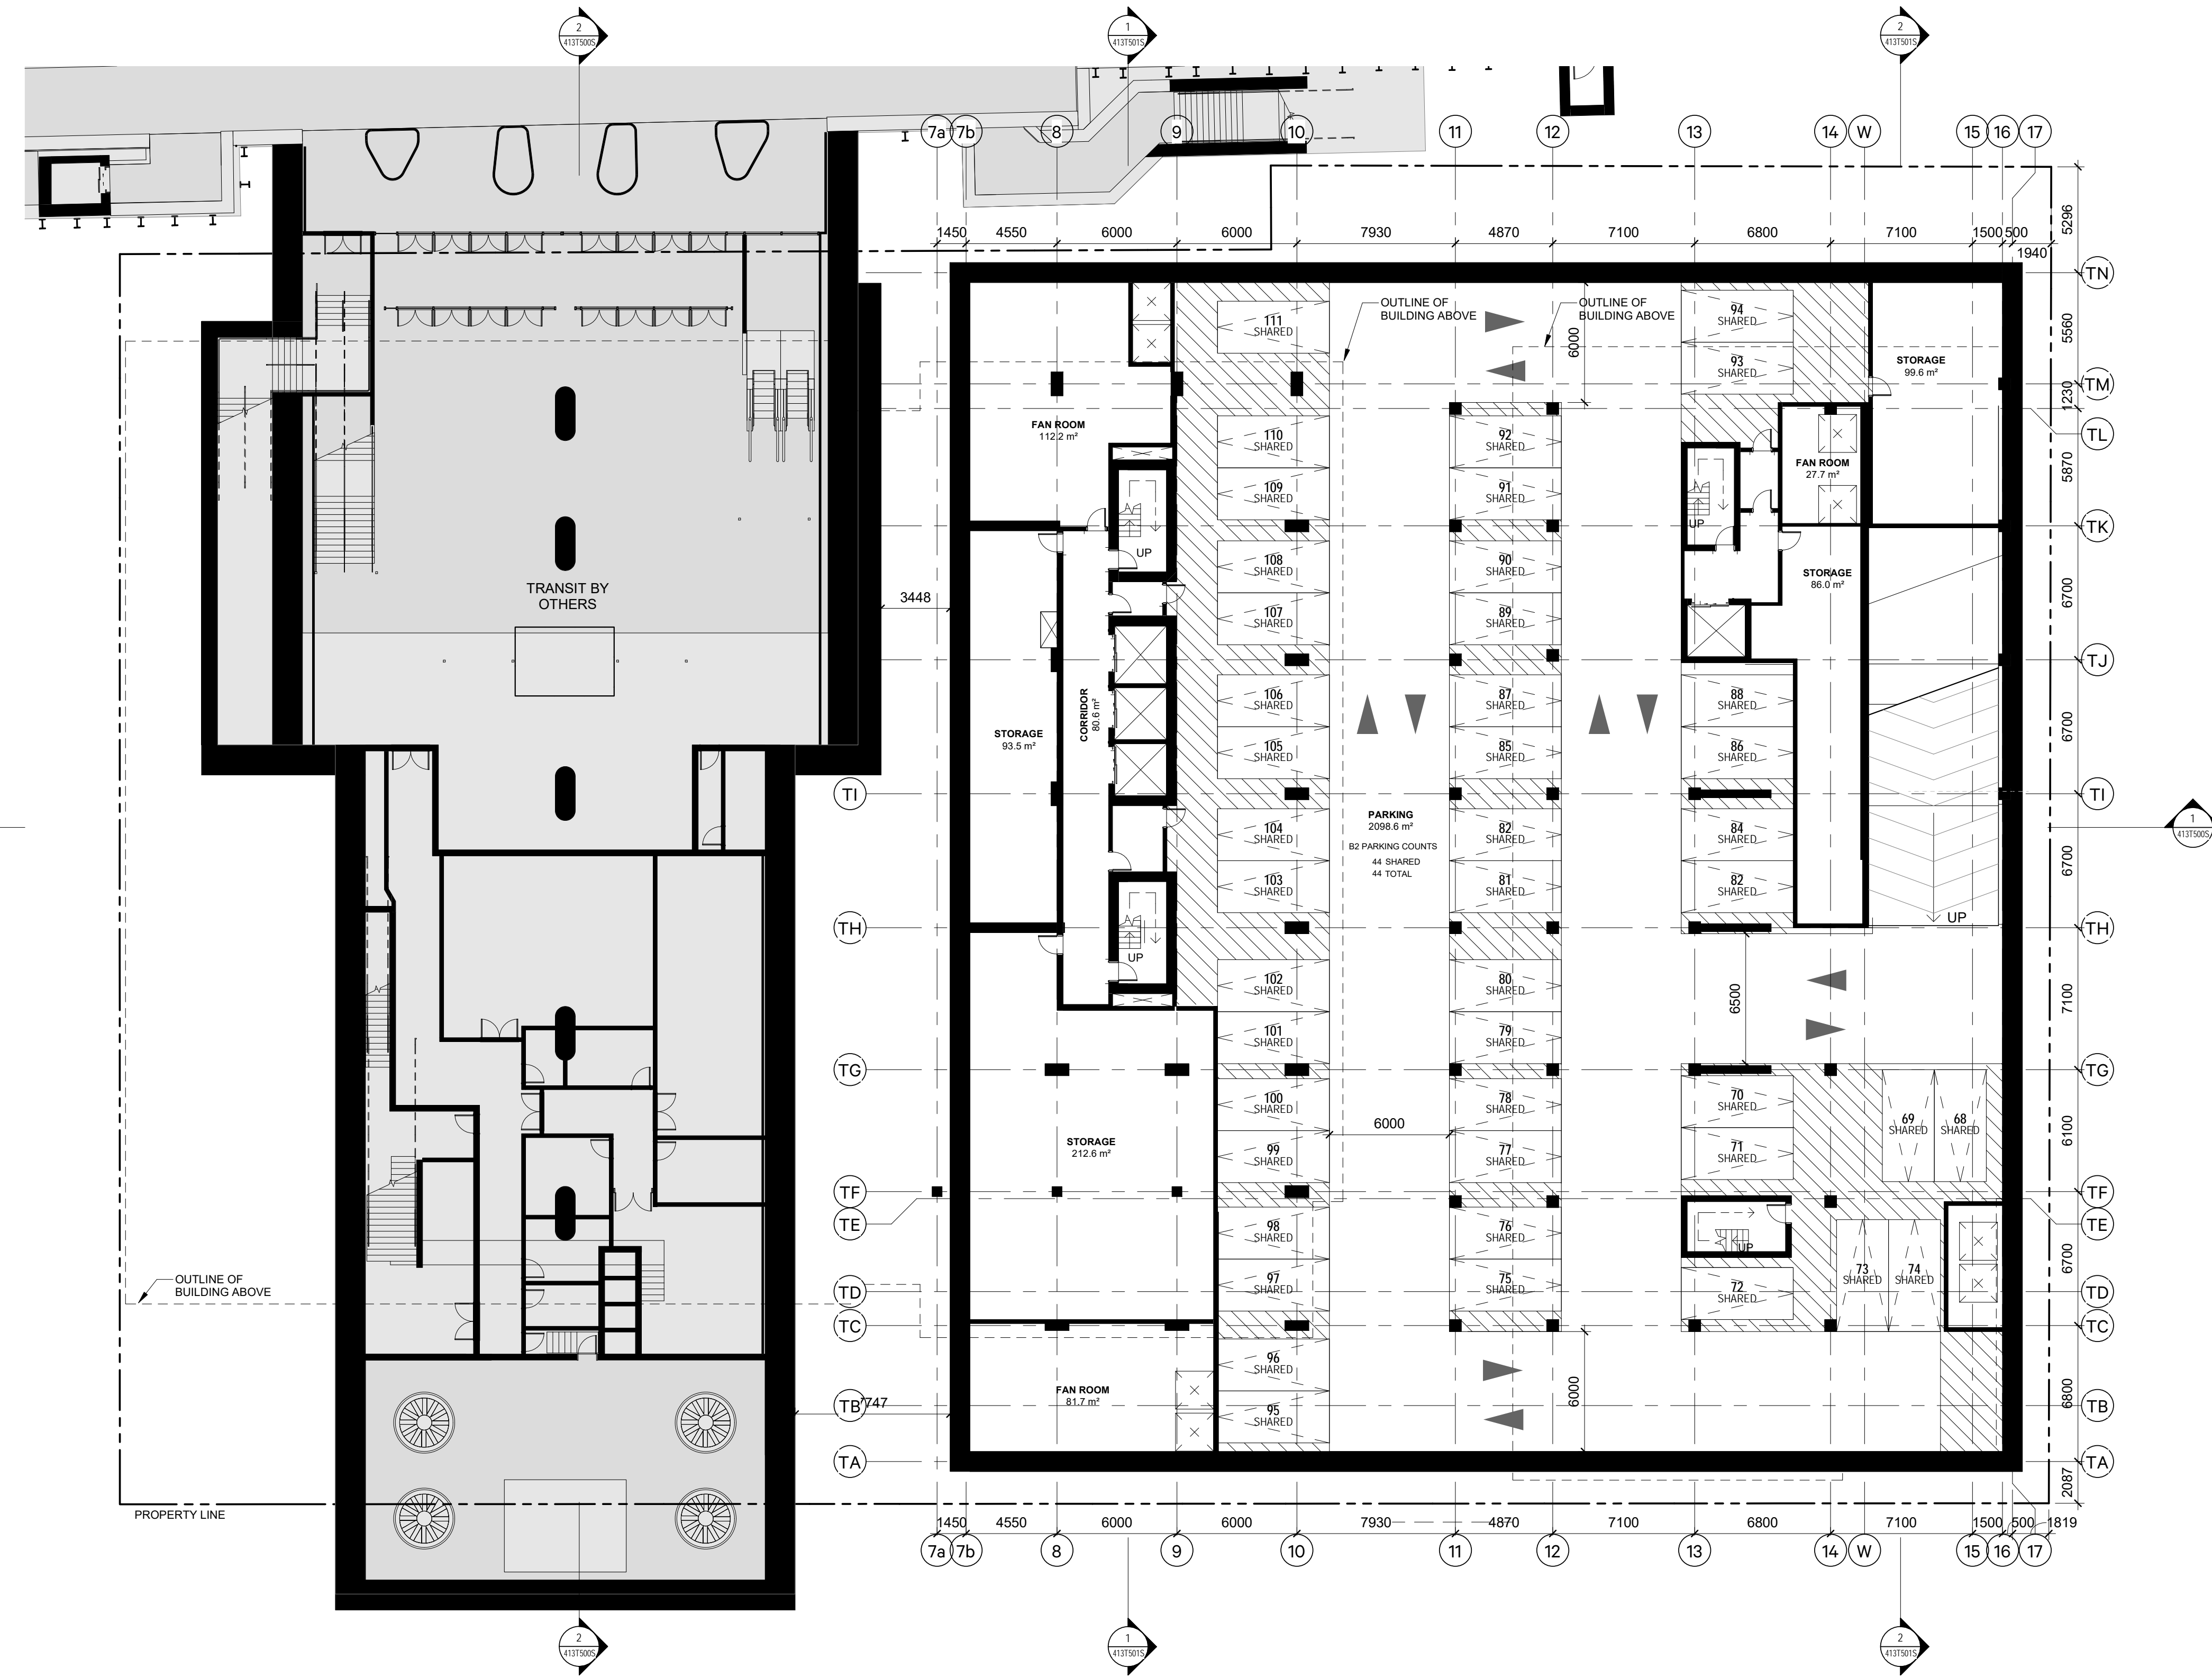 2
413T500S
1
413T501S
2
413T501S
7a
7b
8
9
10
11
12
13
14
W
15
16
17
1450
4550
6000
6000
7930
4870
7100
6800
7100
1500
500
1940
5296
TN
5560
TM
1230
TL
5870
TK
6700
TJ
6700
TI
6700
TH
7100
TG
6100
TF
TE
6700
TD
TC
6800
TB
TA
2087
OUTLINE OF
BUILDING ABOVE
OUTLINE OF
BUILDING ABOVE
6000
111
SHARED
94
SHARED
93
SHARED
STORAGE
99.6 m²
FAN ROOM
112.2 m²
110
SHARED
92
SHARED
109
SHARED
91
SHARED
FAN ROOM
27.7 m²
UP
UP
108
SHARED
90
SHARED
STORAGE
86.0 m²
107
SHARED
89
SHARED
TRANSIT BY
OTHERS
3448
106
SHARED
87
SHARED
88
SHARED
CORRIDOR
80.6 m²
STORAGE
93.5 m²
105
SHARED
85
SHARED
86
SHARED
TI
PARKING
2098.6 m²
B2 PARKING COUNTS
44 SHARED
44 TOTAL
104
SHARED
82
SHARED
84
SHARED
1
413T500S
103
SHARED
81
SHARED
82
SHARED
UP
TH
UP
102
SHARED
80
SHARED
6500
101
SHARED
79
SHARED
TG
100
SHARED
78
SHARED
70
SHARED
69
SHARED
68
SHARED
6000
STORAGE
212.6 m²
99
SHARED
77
SHARED
71
SHARED
TF
TE
98
SHARED
76
SHARED
UP
73
SHARED
74
SHARED
OUTLINE OF
BUILDING ABOVE
TD
97
SHARED
75
SHARED
72
SHARED
TC
96
SHARED
FAN ROOM
81.7 m²
6000
TB
7747
95
SHARED
TA
PROPERTY LINE
1450
4550
6000
6000
7930
4870
7100
6800
7100
1500
500
1819
7a
7b
8
9
10
11
12
13
14
W
15
16
17
2
413T500S
1
413T501S
2
413T501S